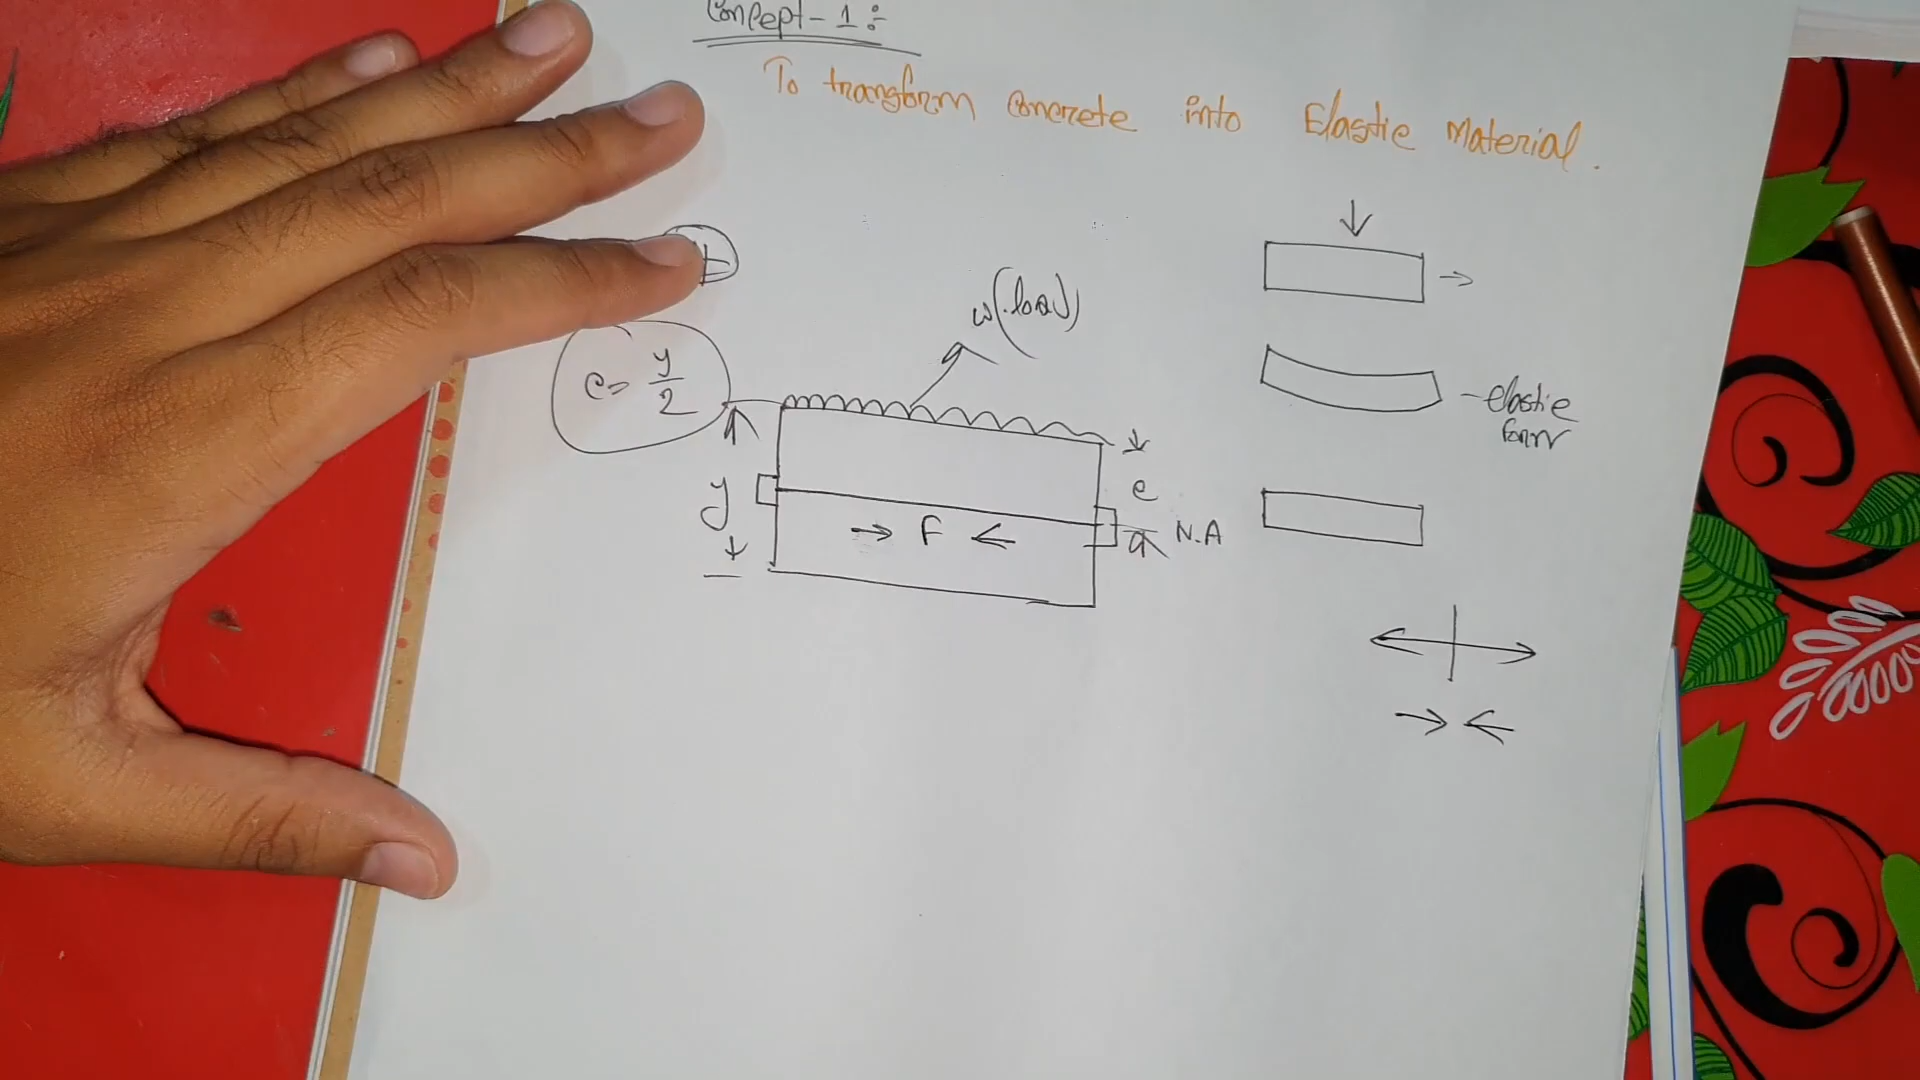 Concept-1:
To transform Concrete into Elastic Material.
w(load)
e = y/2
elastic
form
y
e
→ F ←
N.A